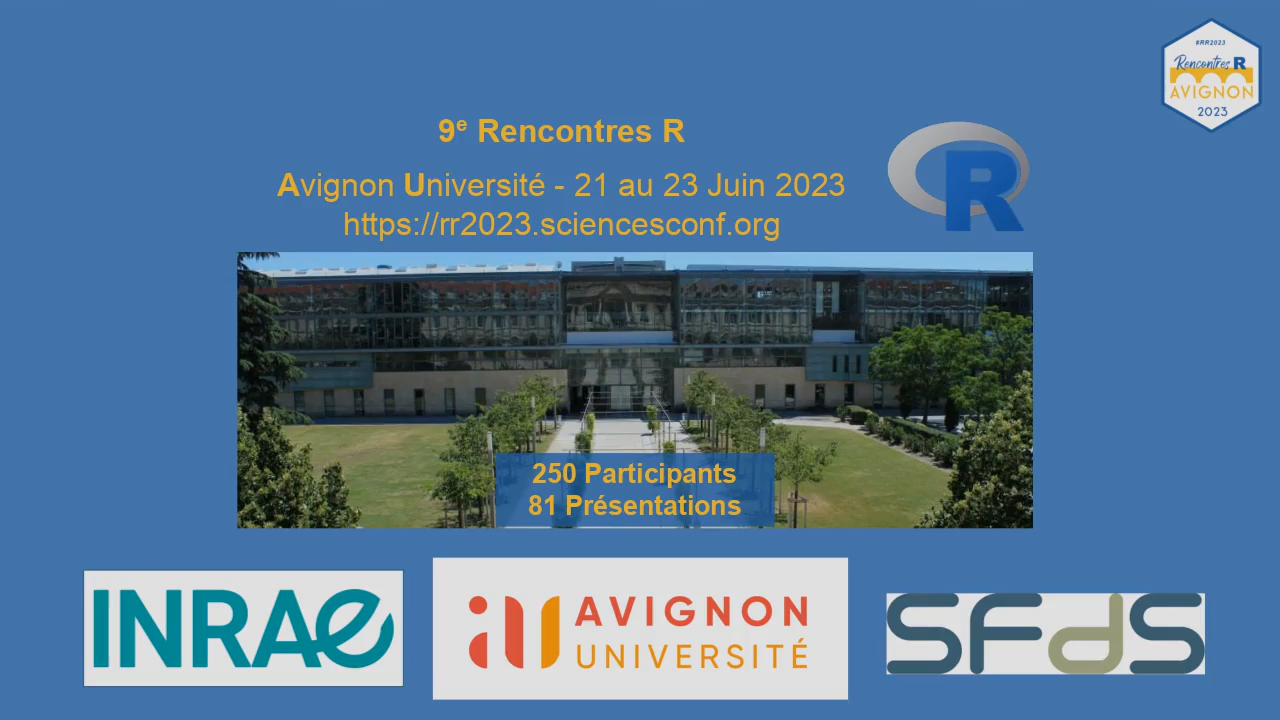 #RR2023
Rencontres R
AVIGNON
2023
9e Rencontres R
Avignon Université - 21 au 23 Juin 2023
https://rr2023.sciencesconf.org
R
250 Participants
81 Présentations
INRAE
au AVIGNON
UNIVERSITÉ
SFdS